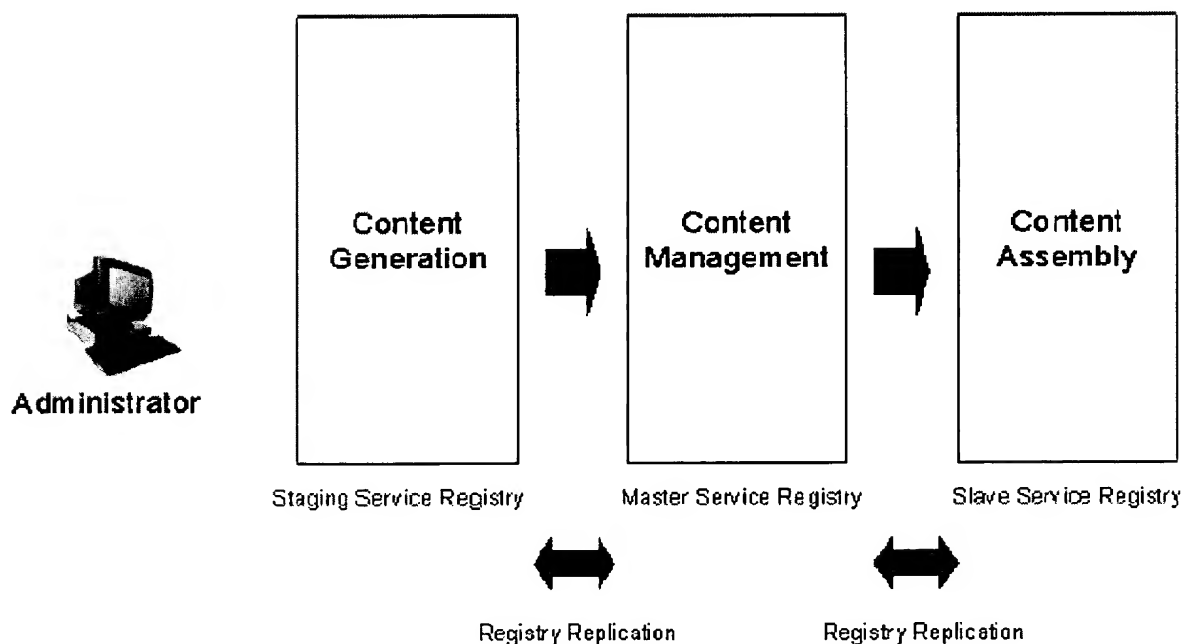 Content
Generation
Content
Management
Content
Assembly
Administrator
Staging Service Registry
Master Service Registry
Slave Service Registry
Registry Replication
Registry Replication